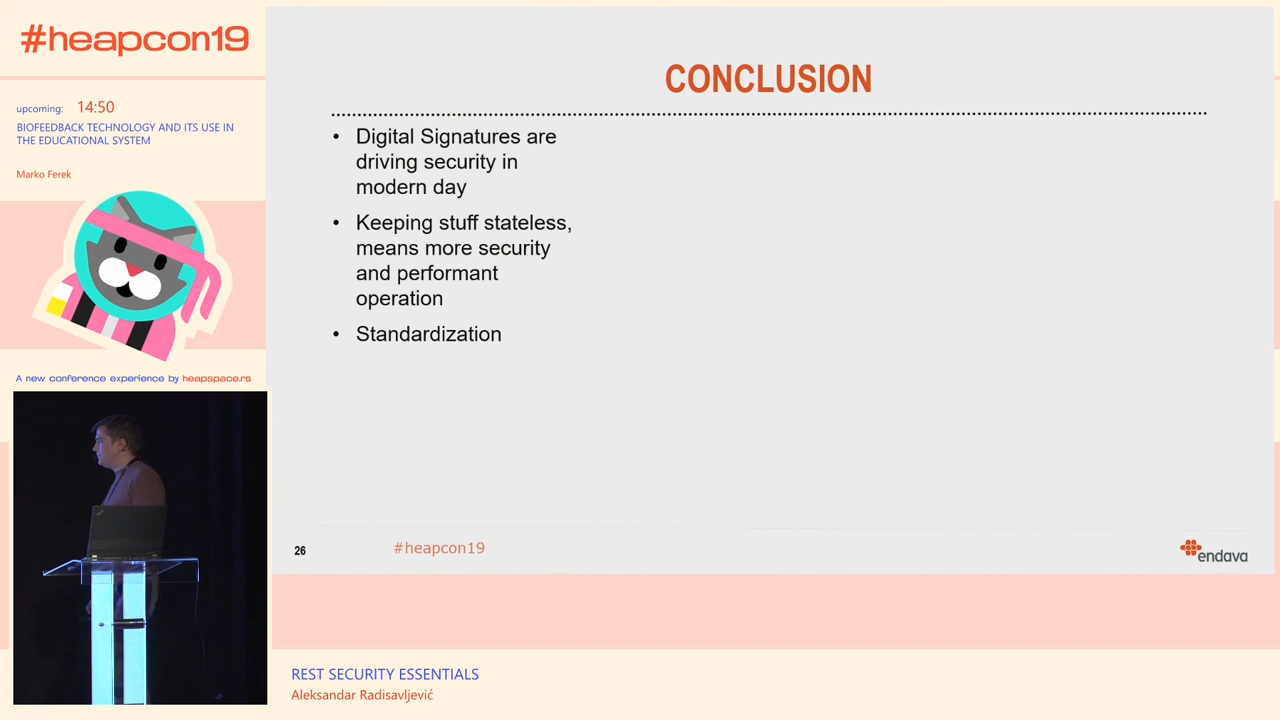 #heapcon19
upcoming: 14:50
BIOFEEDBACK TECHNOLOGY AND ITS USE IN
THE EDUCATIONAL SYSTEM
Marko Ferek
A new conference experience by heapspace.rs
CONCLUSION
• Digital Signatures are
driving security in
modern day
• Keeping stuff stateless,
means more security
and performant
operation
• Standardization
26
#heapcon19
endava
REST SECURITY ESSENTIALS
Aleksandar Radisavljević